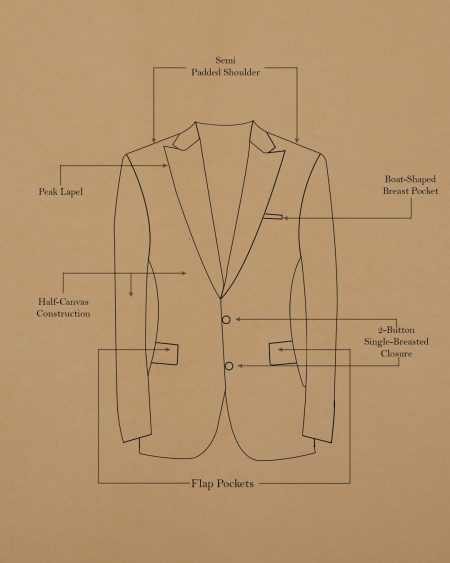 Semi
Padded Shoulder
Peak Lapel
Boat-Shaped
Breast Pocket
Half-Canvas
Construction
2-Button
Single-Breasted
Closure
Flap Pockets